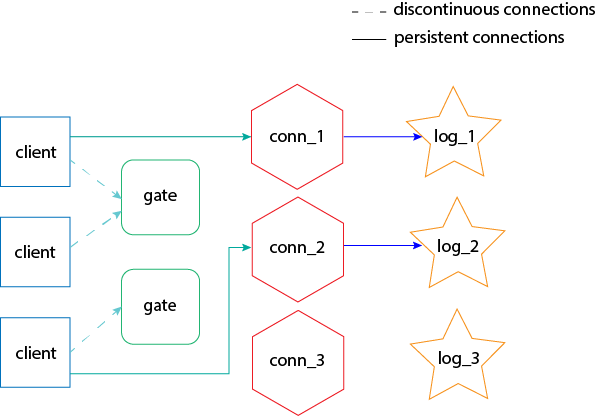 discontinuous connections
persistent connections
client
gate
conn_1
log_1
client
conn_2
log_2
client
gate
conn_3
log_3